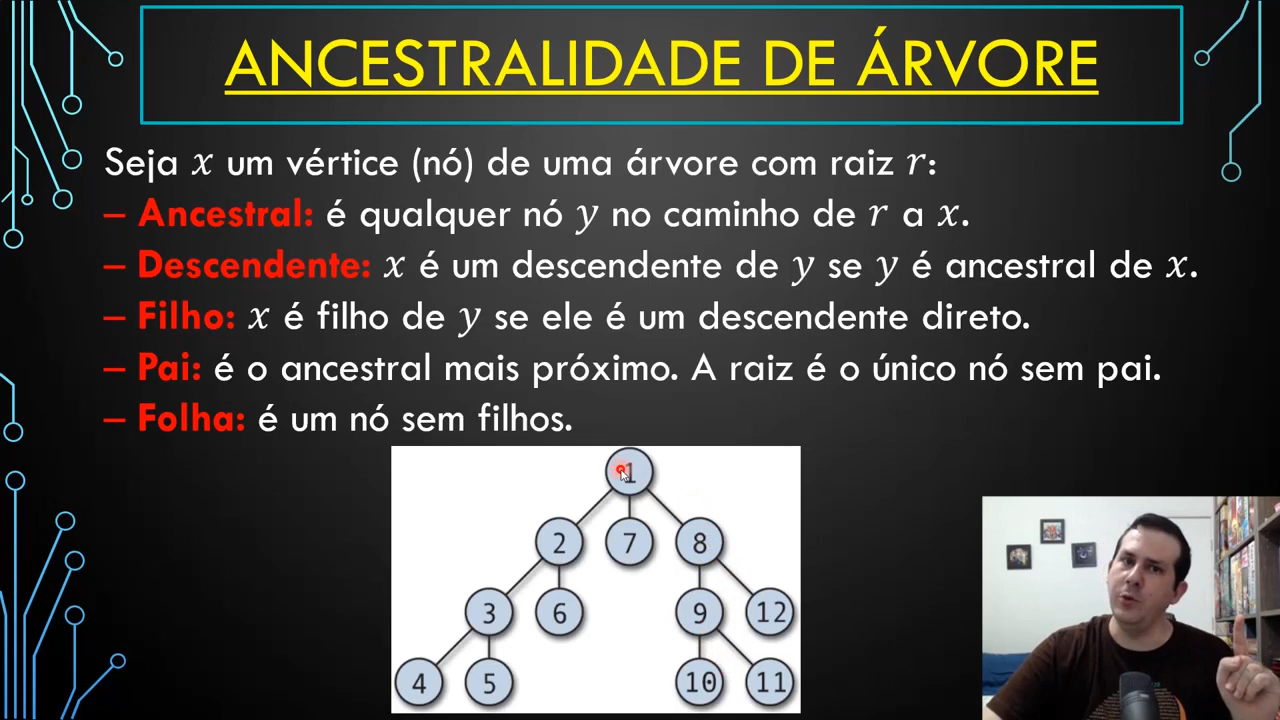 ANCESTRALIDADE DE ÁRVORE
Seja x um vértice (nó) de uma árvore com raiz r:
– Ancestral: é qualquer nó y no caminho de r a x.
– Descendente: x é um descendente de y se y é ancestral de x.
– Filho: x é filho de y se ele é um descendente direto.
– Pai: é o ancestral mais próximo. A raiz é o único nó sem pai.
– Folha: é um nó sem filhos.
1
2 7 8
3 6 9 12
4 5 10 11